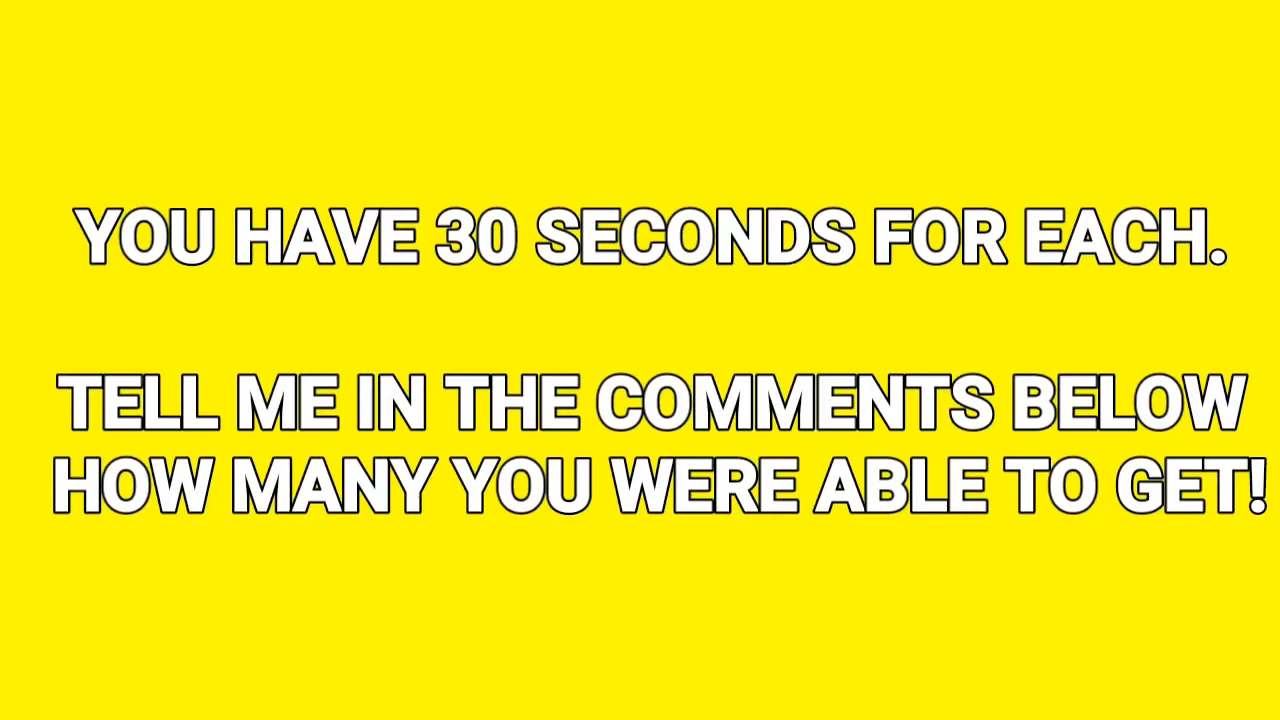 YOU HAVE 30 SECONDS FOR EACH.
TELL ME IN THE COMMENTS BELOW
HOW MANY YOU WERE ABLE TO GET!